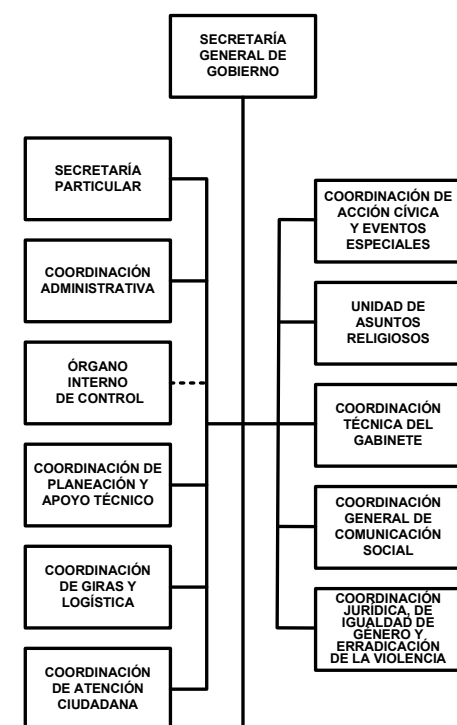 SECRETARÍA
GENERAL DE
GOBIERNO
SECRETARÍA
PARTICULAR
COORDINACIÓN
ADMINISTRATIVA
ÓRGANO
INTERNO
DE CONTROL
COORDINACIÓN DE
PLANEACIÓN Y
APOYO TÉCNICO
COORDINACIÓN
DE GIRAS Y
LOGÍSTICA
COORDINACIÓN
DE ATENCIÓN
CIUDADANA
COORDINACIÓN DE
ACCIÓN CÍVICA
Y EVENTOS
ESPECIALES
UNIDAD DE
ASUNTOS
RELIGIOSOS
COORDINACIÓN
TÉCNICA DEL
GABINETE
COORDINACIÓN
GENERAL DE
COMUNICACIÓN
SOCIAL
COORDINACIÓN
JURÍDICA, DE
IGUALDAD DE
GÉNERO Y
ERRADICACIÓN
DE LA VIOLENCIA